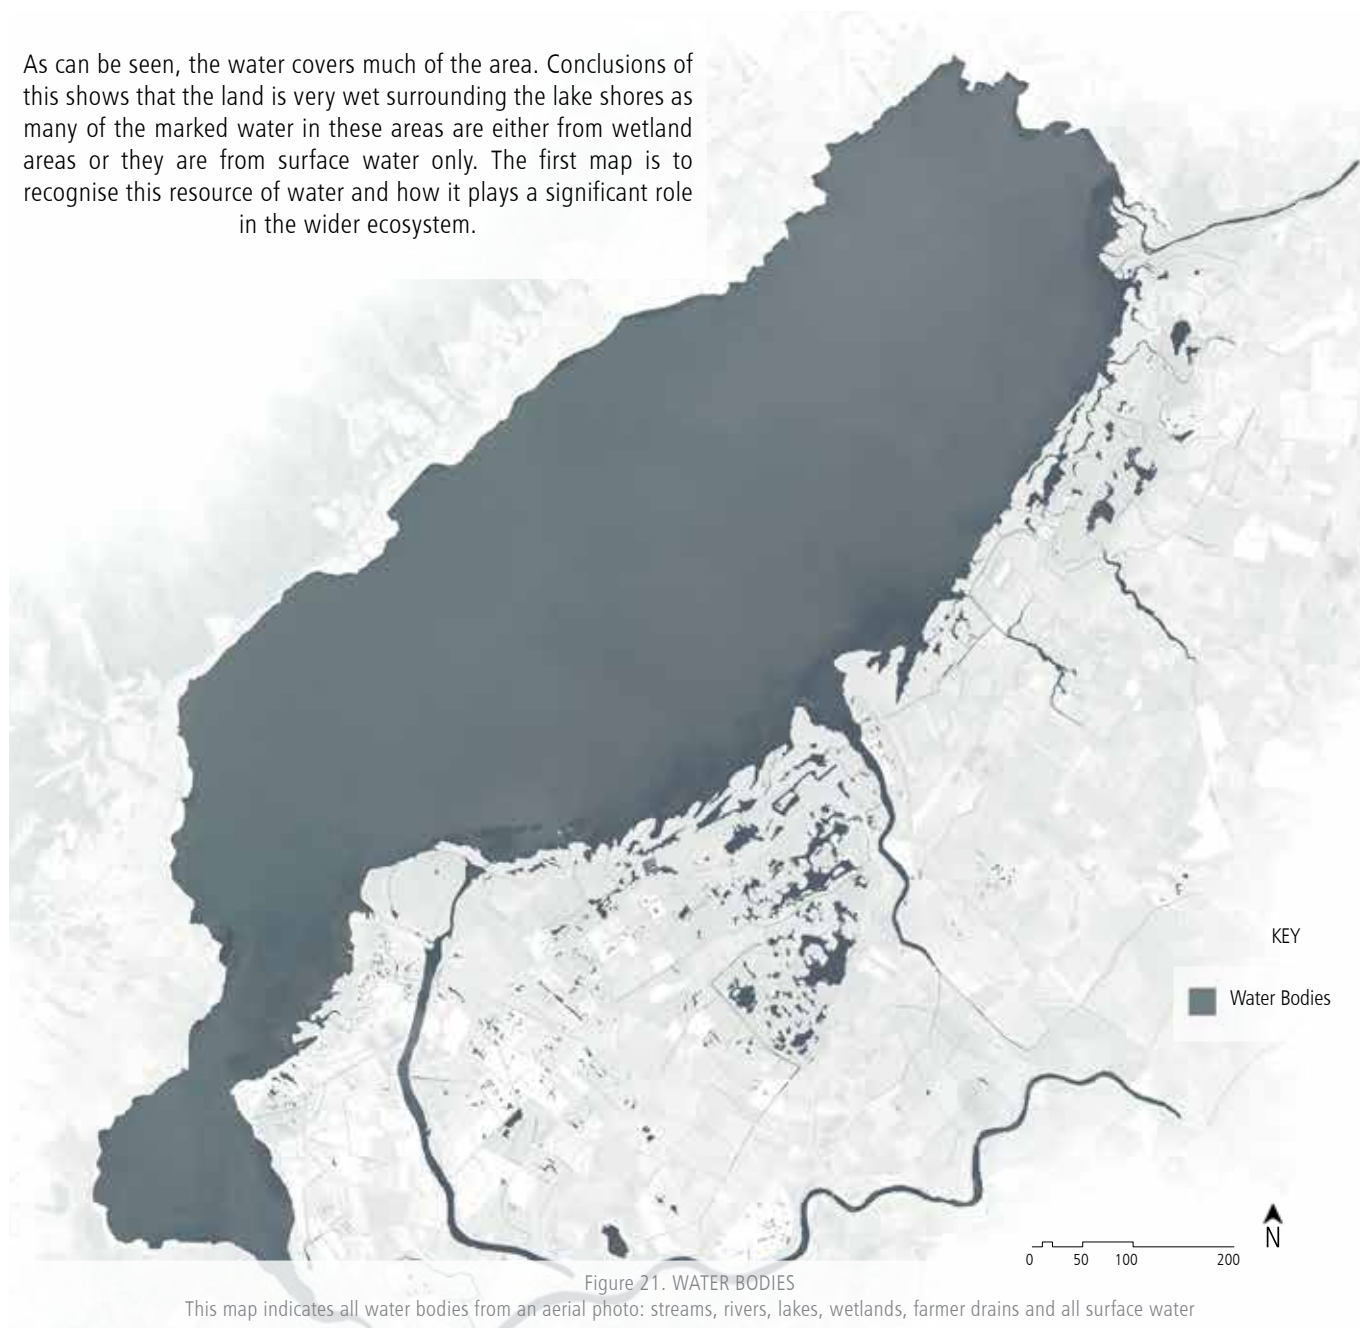 As can be seen, the water covers much of the area. Conclusions of
this shows that the land is very wet surrounding the lake shores as
many of the marked water in these areas are either from wetland
areas or they are from surface water only. The first map is to
recognise this resource of water and how it plays a significant role
in the wider ecosystem.
KEY
Water Bodies
N
0 50 100 200
Figure 21. WATER BODIES
This map indicates all water bodies from an aerial photo: streams, rivers, lakes, wetlands, farmer drains and all surface water